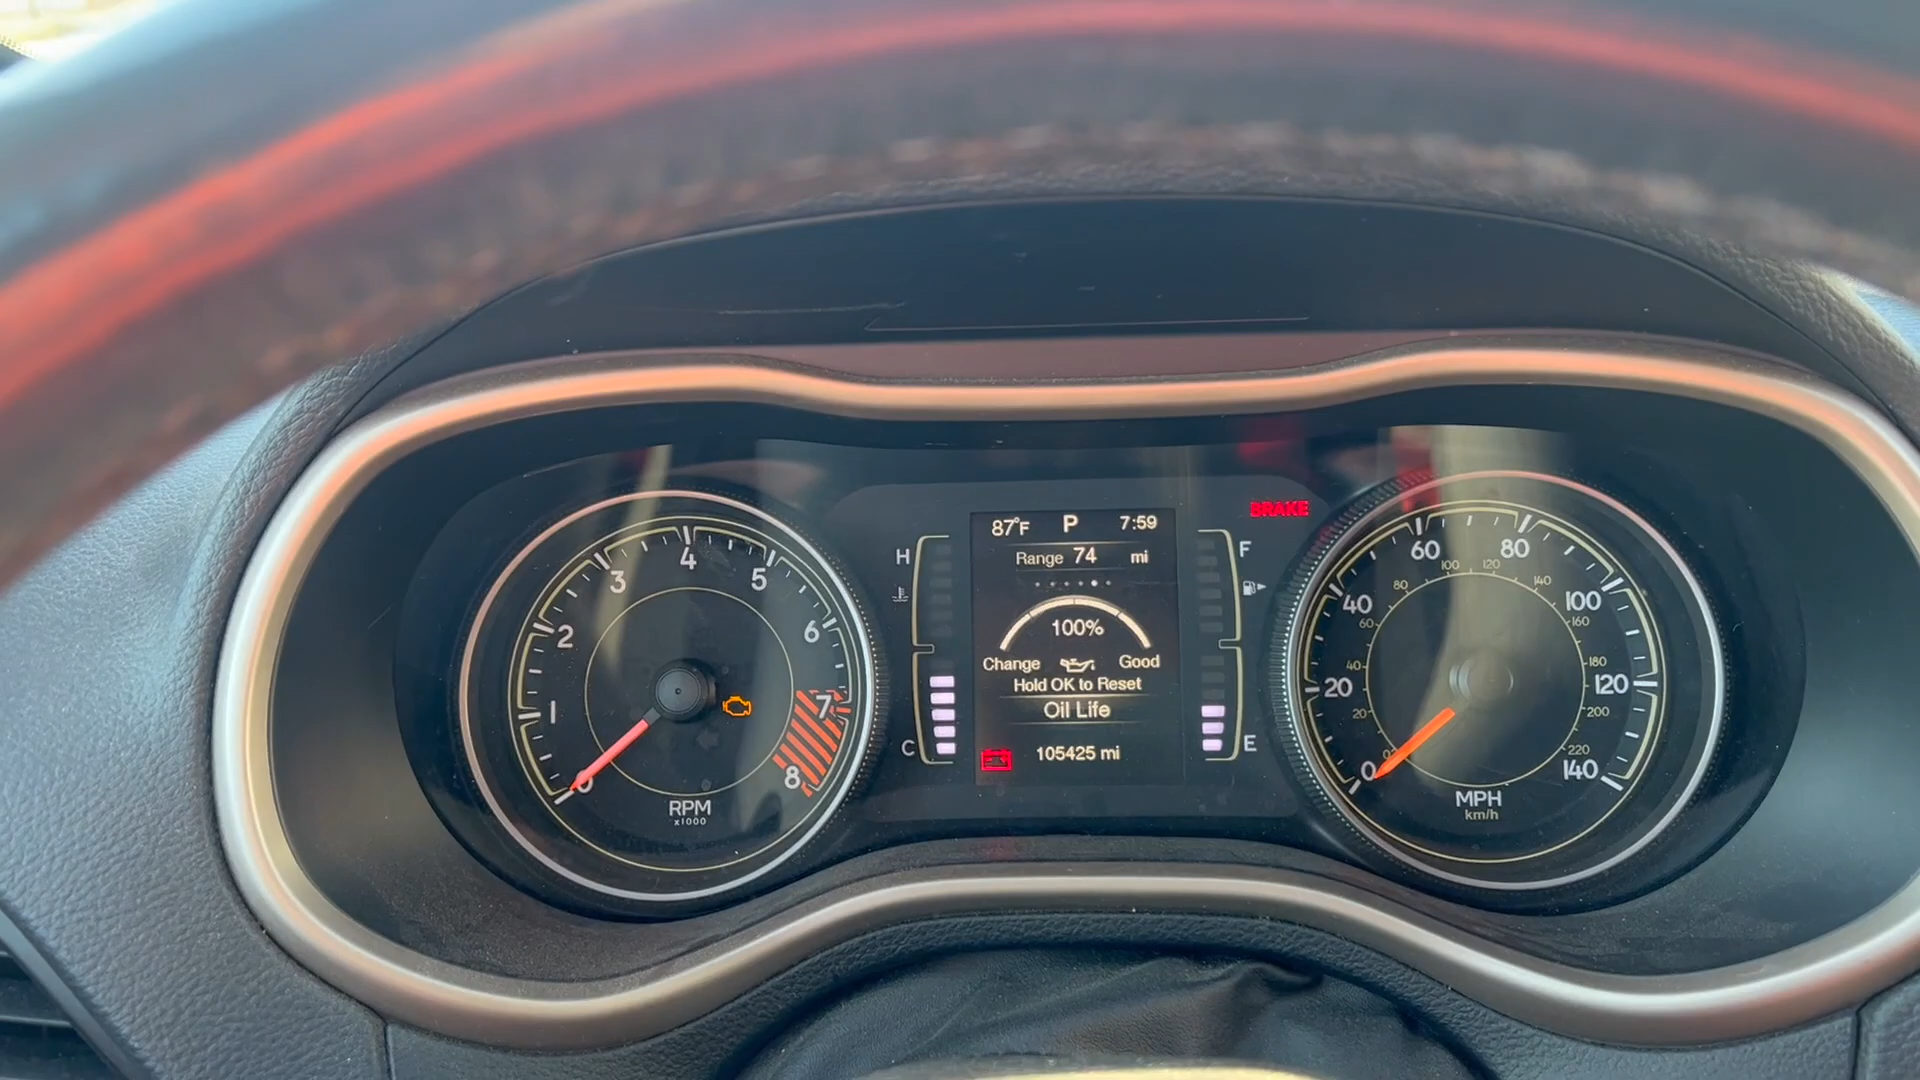 87°F P 7:59
Range 74 mi
100%
Change Good
Hold OK to Reset
Oil Life
105425 mi
BRAKE
H
C
F
E
0
1
2
3
4
5
6
7
8
RPM
x1000
0
20
40
60
80
100
120
140
0
20
40
60
80
100
120
140
160
180
200
220
MPH
km/h